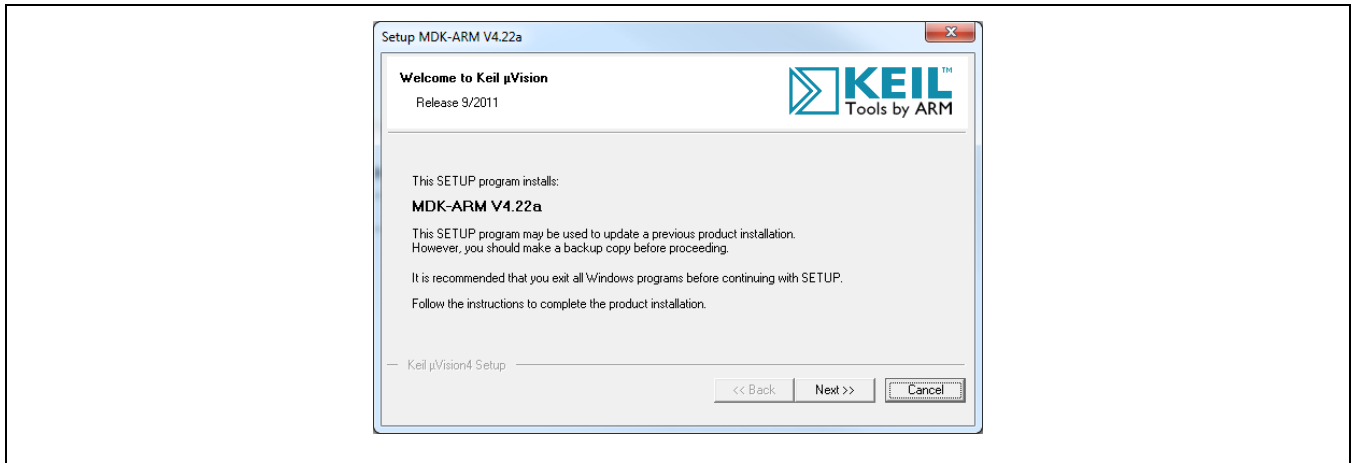 Setup MDK-ARM V4.22a
Welcome to Keil µVision
Release 9/2011
KEIL™
Tools by ARM
This SETUP program installs:
MDK-ARM V4.22a
This SETUP program may be used to update a previous product installation.
However, you should make a backup copy before proceeding.
It is recommended that you exit all Windows programs before continuing with SETUP.
Follow the instructions to complete the product installation.
Keil µVision4 Setup
<< Back Next >> Cancel